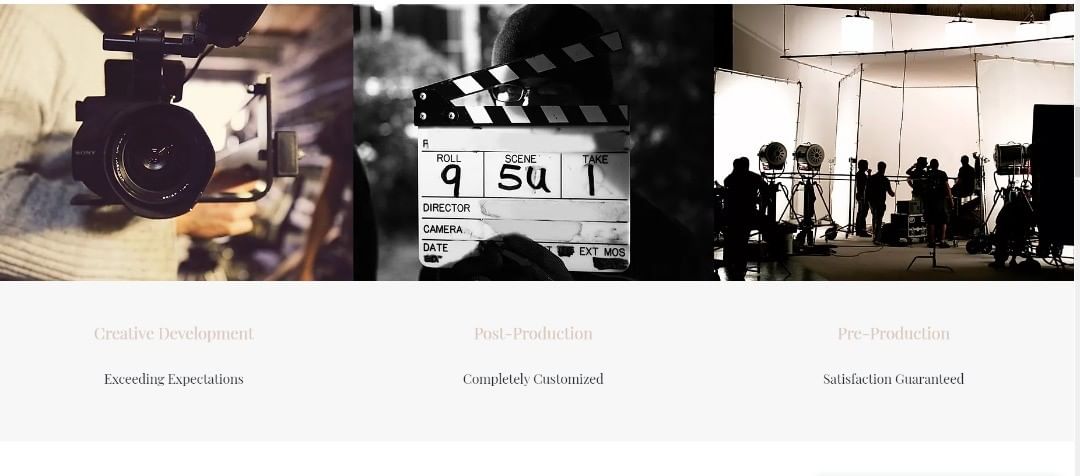 SONY
R
ROLL SCENE TAKE
9 5U 1
DIRECTOR
CAMERA
DATE EXT MOS
Creative Development
Post-Production
Pre-Production
Exceeding Expectations
Completely Customized
Satisfaction Guaranteed